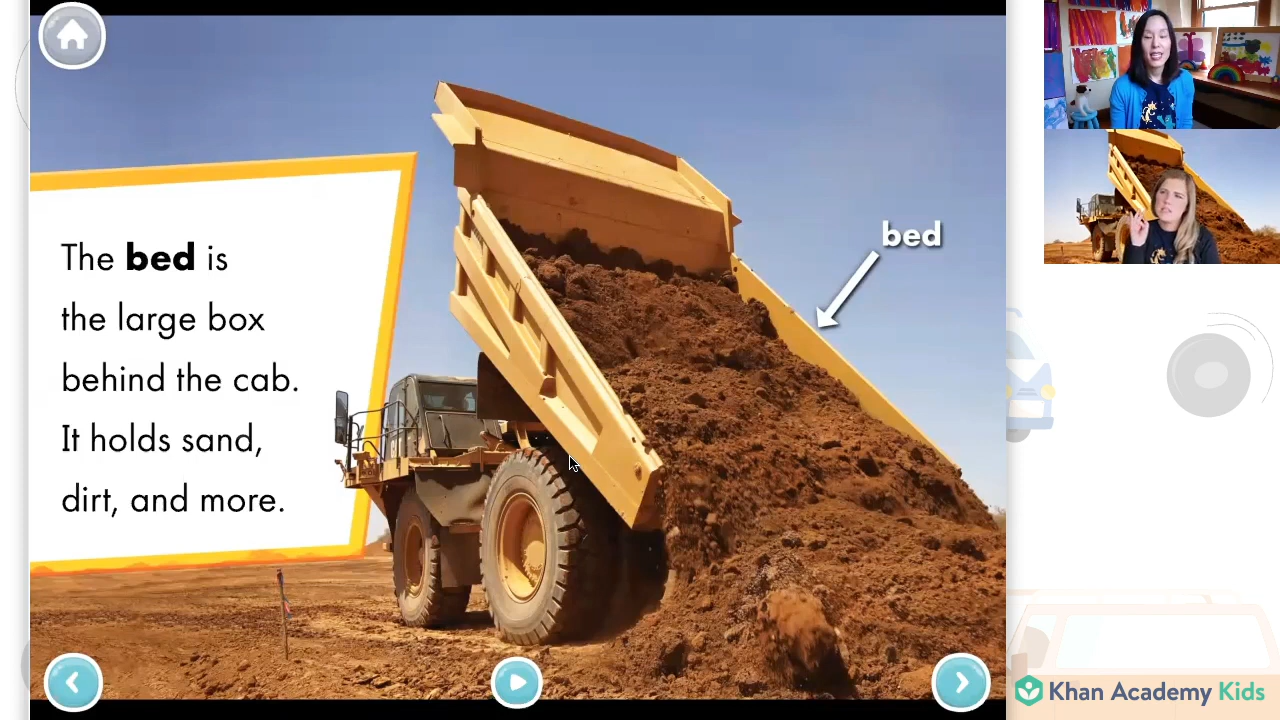 The bed is
the large box
behind the cab.
It holds sand,
dirt, and more.
bed
Khan Academy Kids